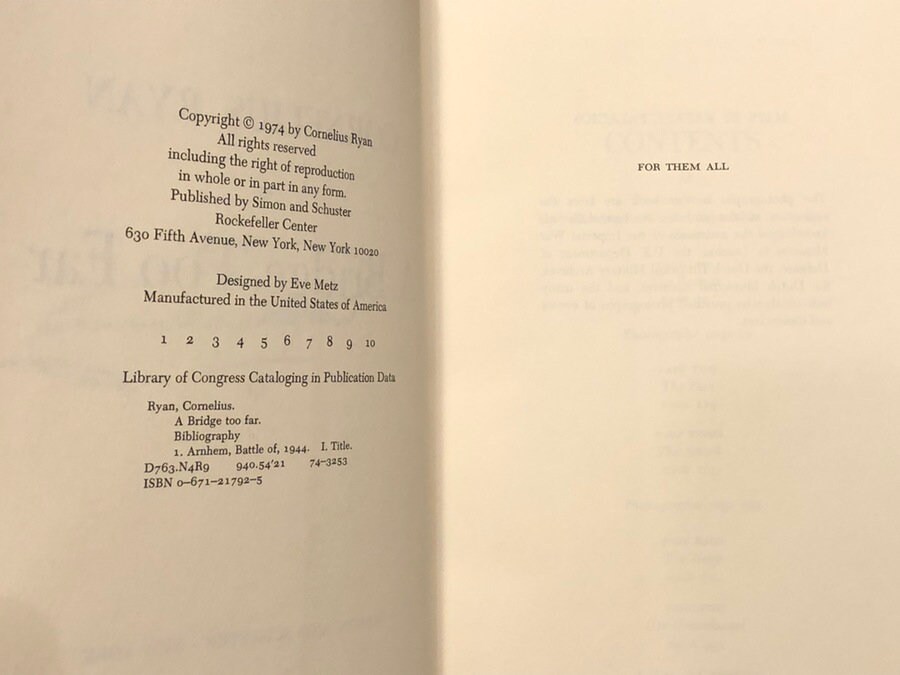 Copyright © 1974 by Cornelius Ryan
All rights reserved
including the right of reproduction
in whole or in part in any form.
Published by Simon and Schuster
Rockefeller Center
630 Fifth Avenue, New York, New York 10020
Designed by Eve Metz
Manufactured in the United States of America
1 2 3 4 5 6 7 8 9 10
Library of Congress Cataloging in Publication Data
Ryan, Cornelius.
A Bridge too far.
Bibliography
1. Arnhem, Battle of, 1944. I. Title.
D763.N4R9 940.54'21 74-3253
ISBN 0-671-21792-5
FOR THEM ALL